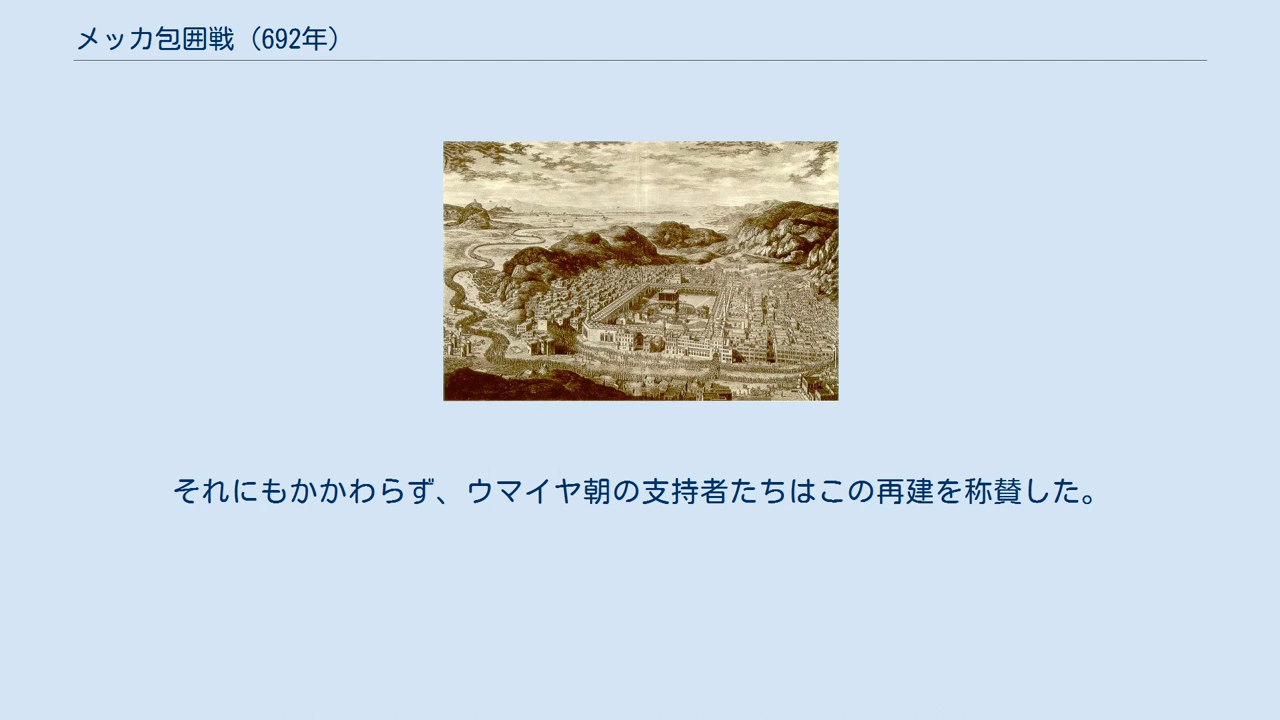 メッカ包囲戦（692年）
それにもかかわらず、ウマイヤ朝の支持者たちはこの再建を称賛した。